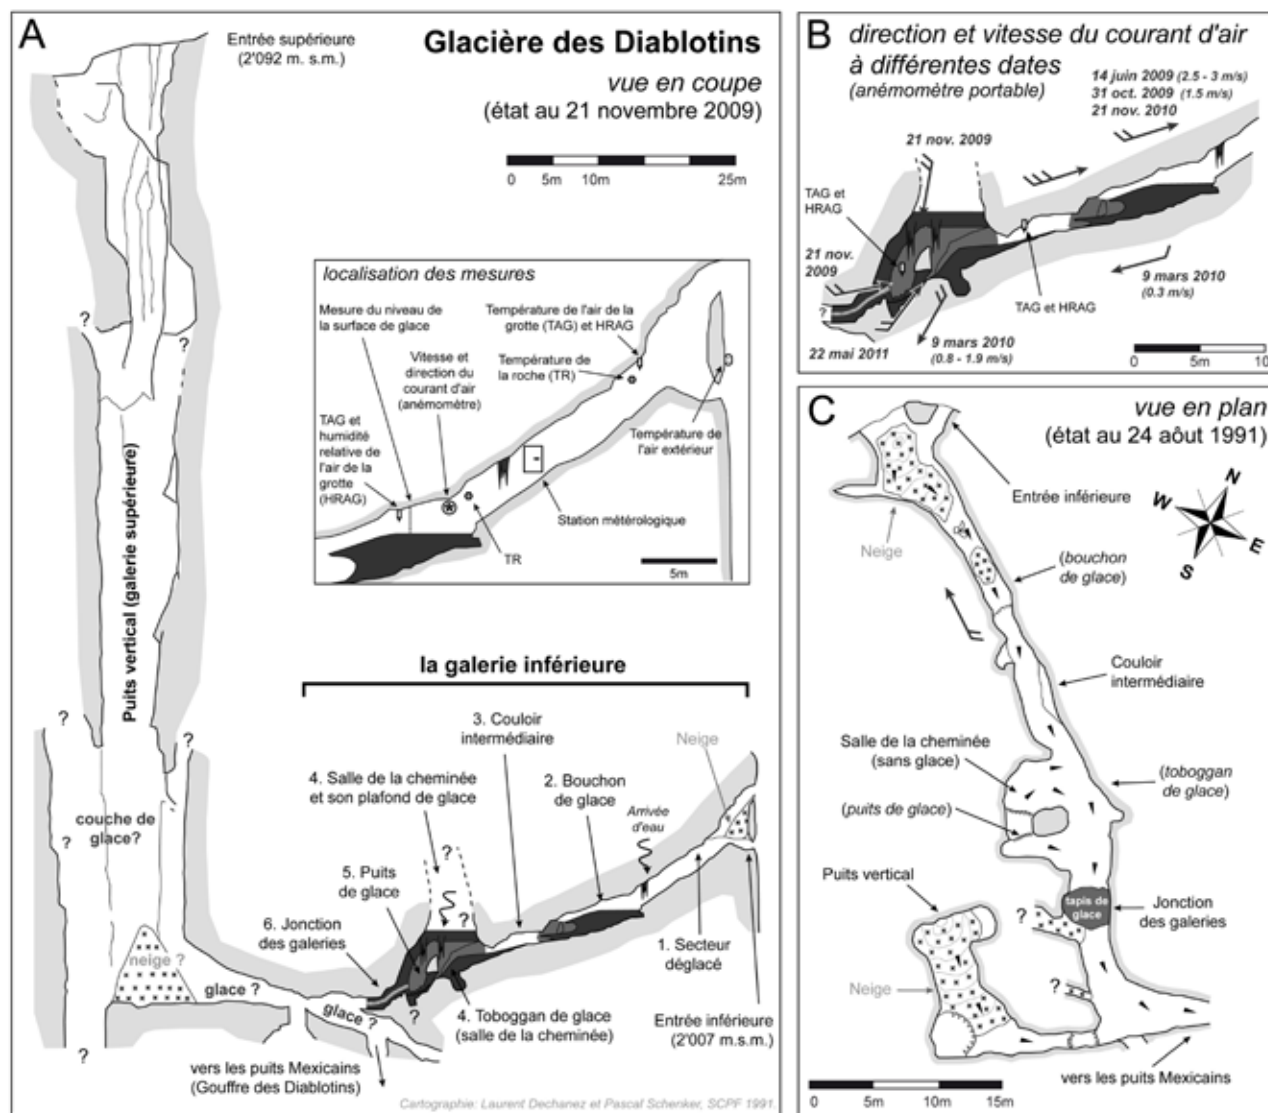 A
Entrée supérieure
(2'092 m. s.m.)
Glacière des Diablotins
vue en coupe
(état au 21 novembre 2009)
0 5m 10m 25m
localisation des mesures
Mesure du niveau de
la surface de glace
Température de l'air de la
grotte (TAG) et HRAG
Vitesse et
direction du
courant d'air
(anémomètre)
Température de
la roche (TR)
TAG et
humidité
relative de
l'air de la
grotte
(HRAG)
Température de
l'air extérieur
Station métérologique
TR
5m
?
?
Puits vertical (galerie supérieure)
?
?
la galerie inférieure
3. Couloir
intermédiaire
Neige
4. Salle de la cheminée
et son plafond de glace
2. Bouchon
de glace
Arrivée
d'eau
couche de
glace?
?
?
5. Puits
de glace
?
6. Jonction
des galeries
1. Secteur
déglacé
neige ?
glace ?
glace ?
?
4. Toboggan de glace
(salle de la cheminée)
Entrée inférieure
(2'007 m.s.m.)
?
vers les puits Mexicains
(Gouffre des Diablotins)
Cartographie: Laurent Dechanez et Pascal Schenker, SCPF 1991.
B
direction et vitesse du courant d'air
à différentes dates
(anémomètre portable)
14 juin 2009 (2.5 - 3 m/s)
31 oct. 2009 (1.5 m/s)
21 nov. 2010
21 nov. 2009
TAG et
HRAG
21 nov.
2009
9 mars 2010
(0.3 m/s)
TAG et HRAG
?
22 mai 2011
9 mars 2010
(0.8 - 1.9 m/s)
0 5m 10
C
vue en plan
(état au 24 aôut 1991)
Entrée inférieure
N
W
E
S
Neige
(bouchon
de glace)
Couloir
intermédiaire
Salle de la cheminée
(sans glace)
(toboggan
de glace)
(puits de glace)
Puits vertical
tapis de
glace
Jonction
des galeries
?
Neige
?
vers les puits Mexicains
0 5m 10m 15m